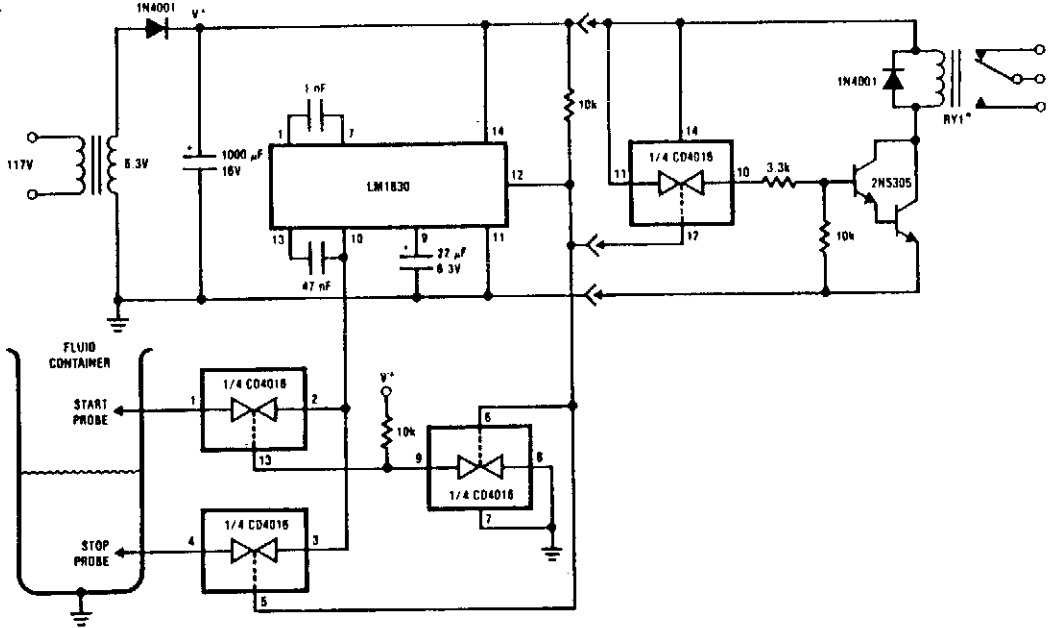 1N4001
V+
117V
6.3V
1000 µF
16V
1 nF
1
7
14
LM1830
12
13
10
9
11
47 nF
22 µF
6.3V
10k
14
1/4 CD4016
11
10
12
3.3k
10k
2N5305
1N4001
RY1*
FLUID
CONTAINER
START
PROBE
1
1/4 CD4016
2
13
V+
10k
9
6
8
1/4 CD4016
7
STOP
PROBE
4
1/4 CD4016
3
5